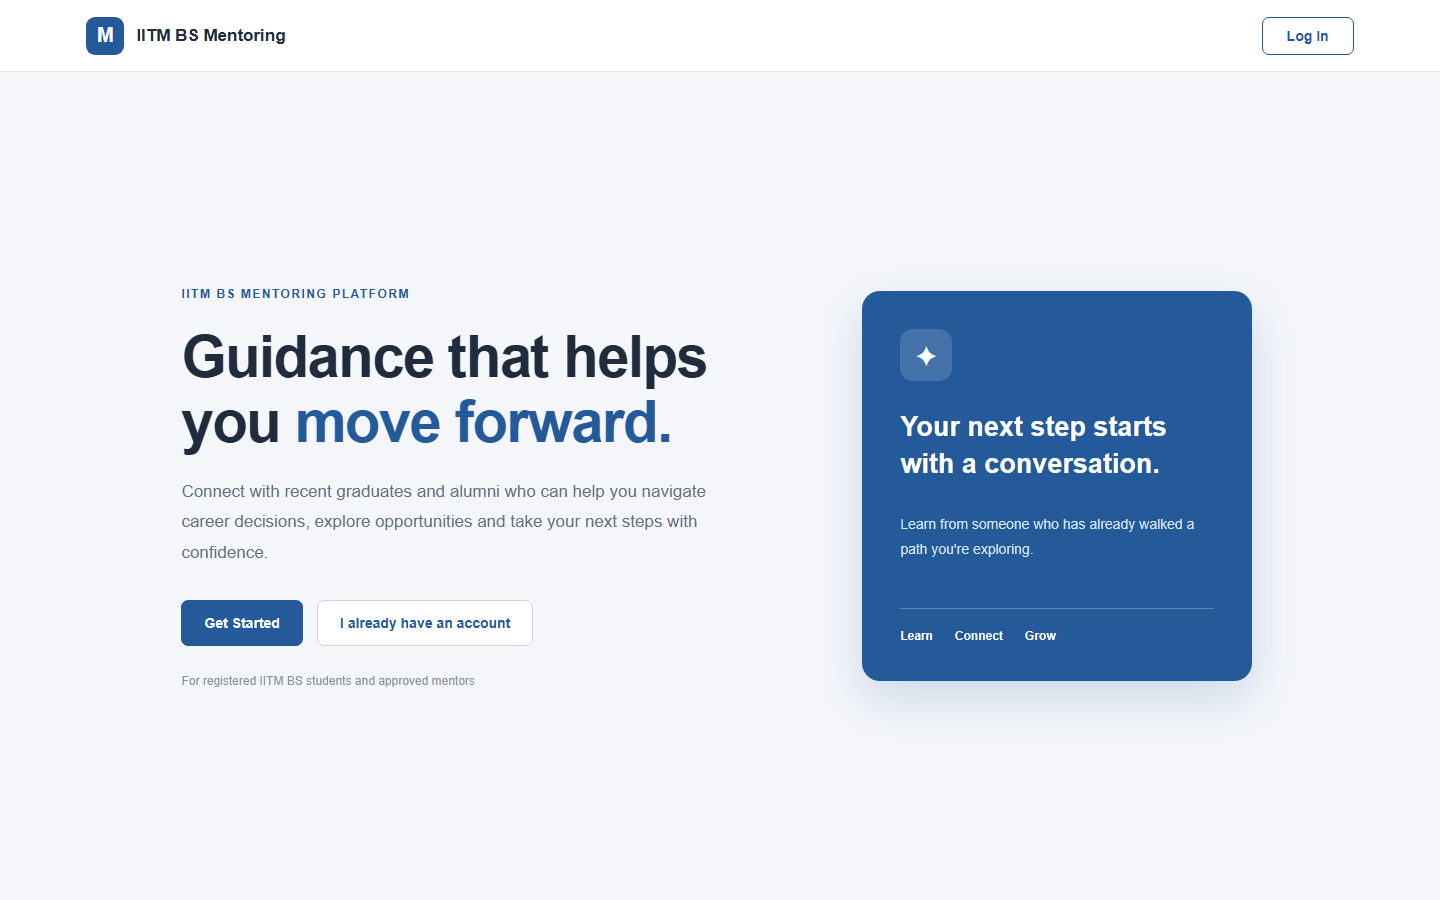 M
IITM BS Mentoring
Log In
IITM BS MENTORING PLATFORM
Guidance that helps
you move forward.
Connect with recent graduates and alumni who can help you navigate
career decisions, explore opportunities and take your next steps with
confidence.
Get Started
I already have an account
For registered IITM BS students and approved mentors
Your next step starts
with a conversation.
Learn from someone who has already walked a
path you're exploring.
Learn Connect Grow